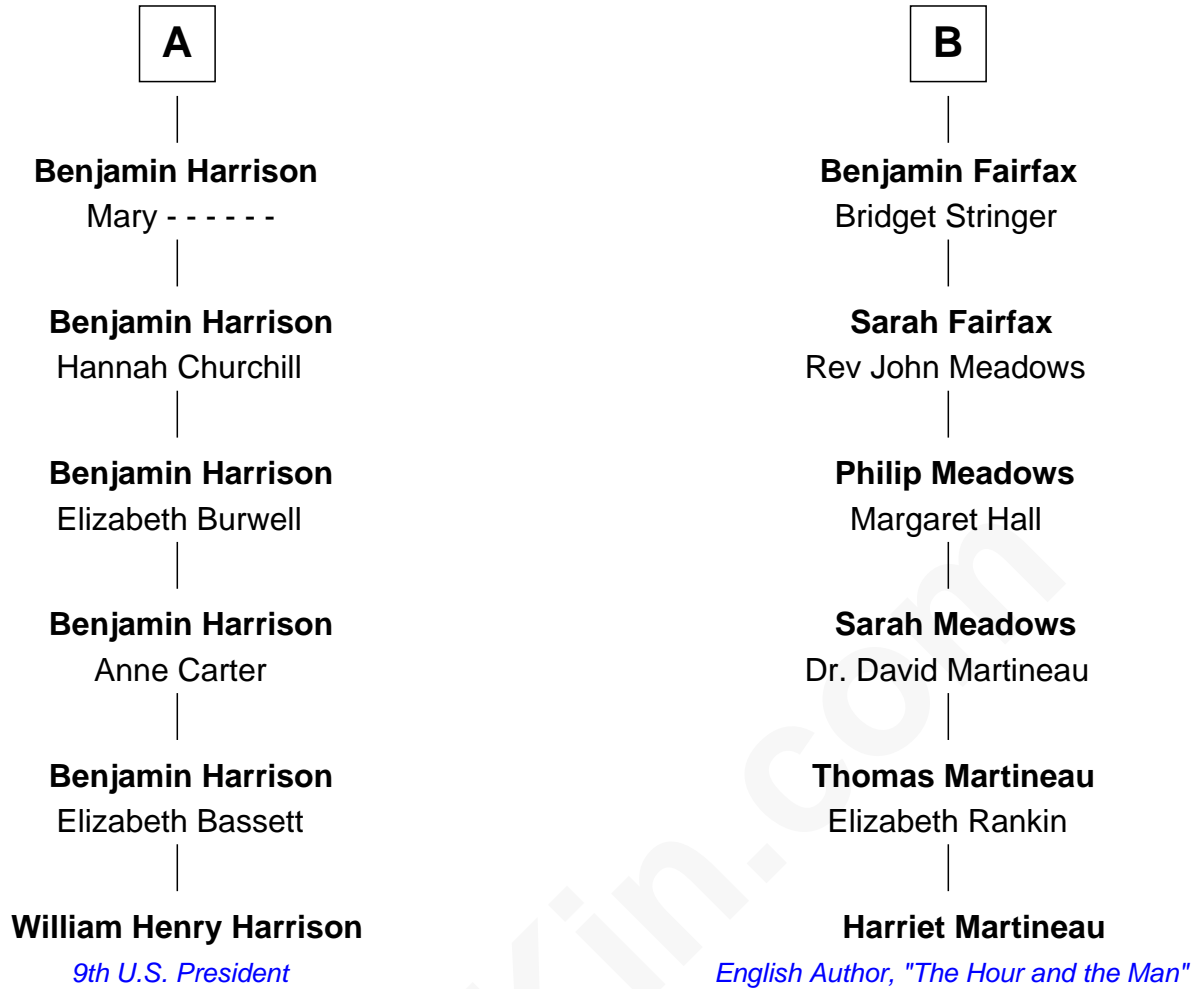 A
Benjamin Harrison
Mary - - - - - -
Benjamin Harrison
Hannah Churchill
Benjamin Harrison
Elizabeth Burwell
Benjamin Harrison
Anne Carter
Benjamin Harrison
Elizabeth Bassett
William Henry Harrison
9th U.S. President
B
Benjamin Fairfax
Bridget Stringer
Sarah Fairfax
Rev John Meadows
Philip Meadows
Margaret Hall
Sarah Meadows
Dr. David Martineau
Thomas Martineau
Elizabeth Rankin
Harriet Martineau
English Author, "The Hour and the Man"